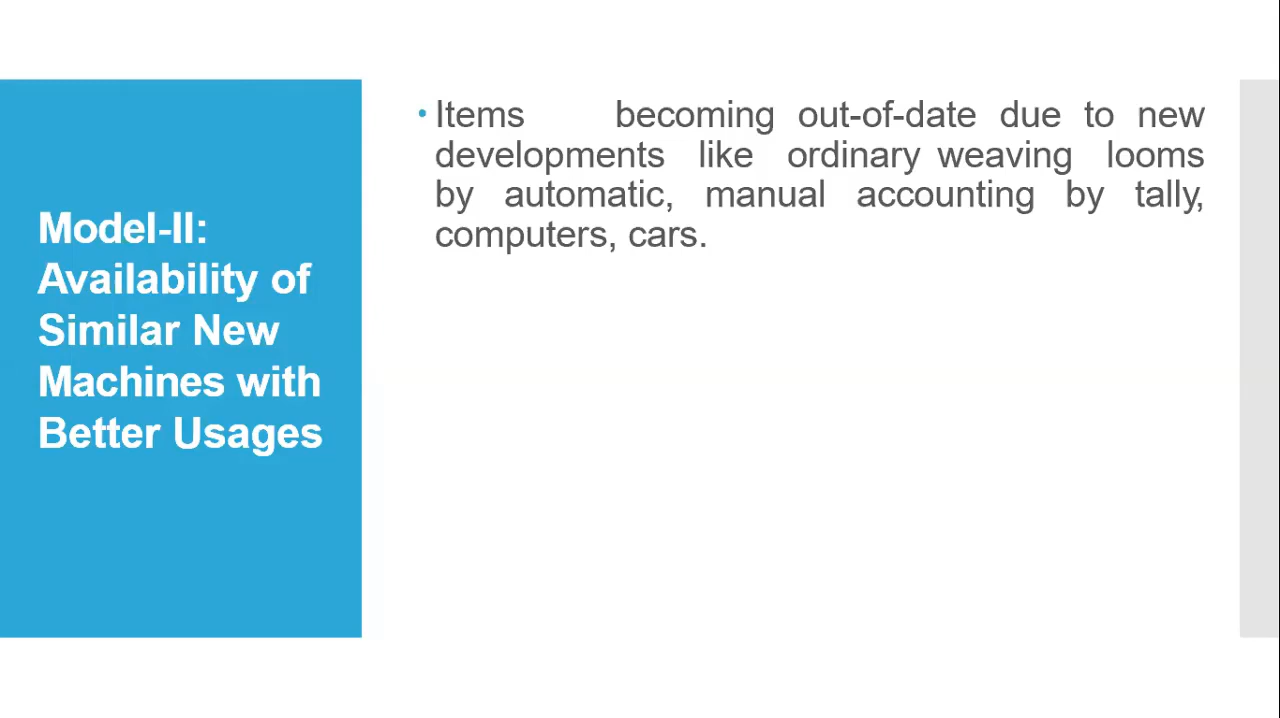 Model-II:
Availability of
Similar New
Machines with
Better Usages
• Items becoming out-of-date due to new
developments like ordinary weaving looms
by automatic, manual accounting by tally,
computers, cars.